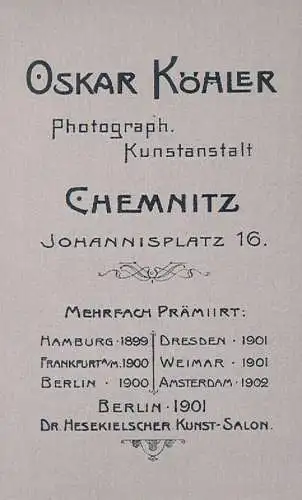 OSKAR KÖHLER
Photograph.
Kunstanstalt
CHEMNITZ
JOHANNISPLATZ 16.
MEHRFACH PRÄMIIRT:
HAMBURG · 1899 DRESDEN · 1901
FRANKFURT A/M. 1900 WEIMAR · 1901
BERLIN · 1900 AMSTERDAM · 1902
BERLIN · 1901
DR. HESEKIELSCHER KUNST-SALON.